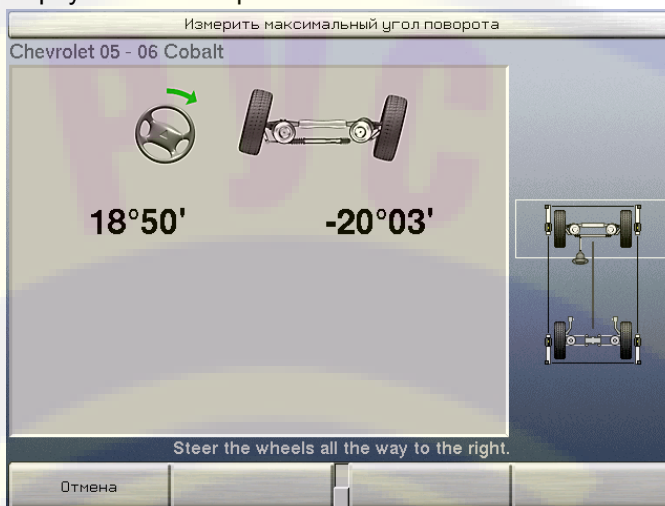 Измерить максимальный угол поворота
Chevrolet 05 - 06 Cobalt
РУС
18°50' -20°03'
Steer the wheels all the way to the right.
Отмена